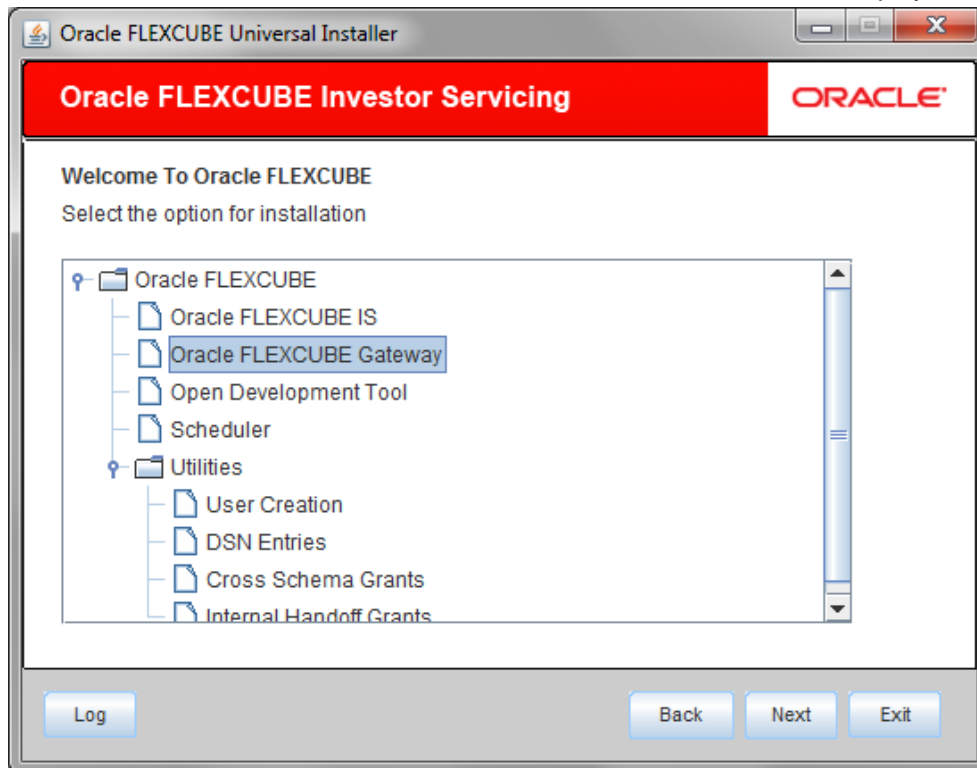 Oracle FLEXCUBE Universal Installer
Oracle FLEXCUBE Investor Servicing
ORACLE
Welcome To Oracle FLEXCUBE
Select the option for installation
Oracle FLEXCUBE
Oracle FLEXCUBE IS
Oracle FLEXCUBE Gateway
Open Development Tool
Scheduler
Utilities
User Creation
DSN Entries
Cross Schema Grants
Internal Handoff Grants
Log Back Next Exit